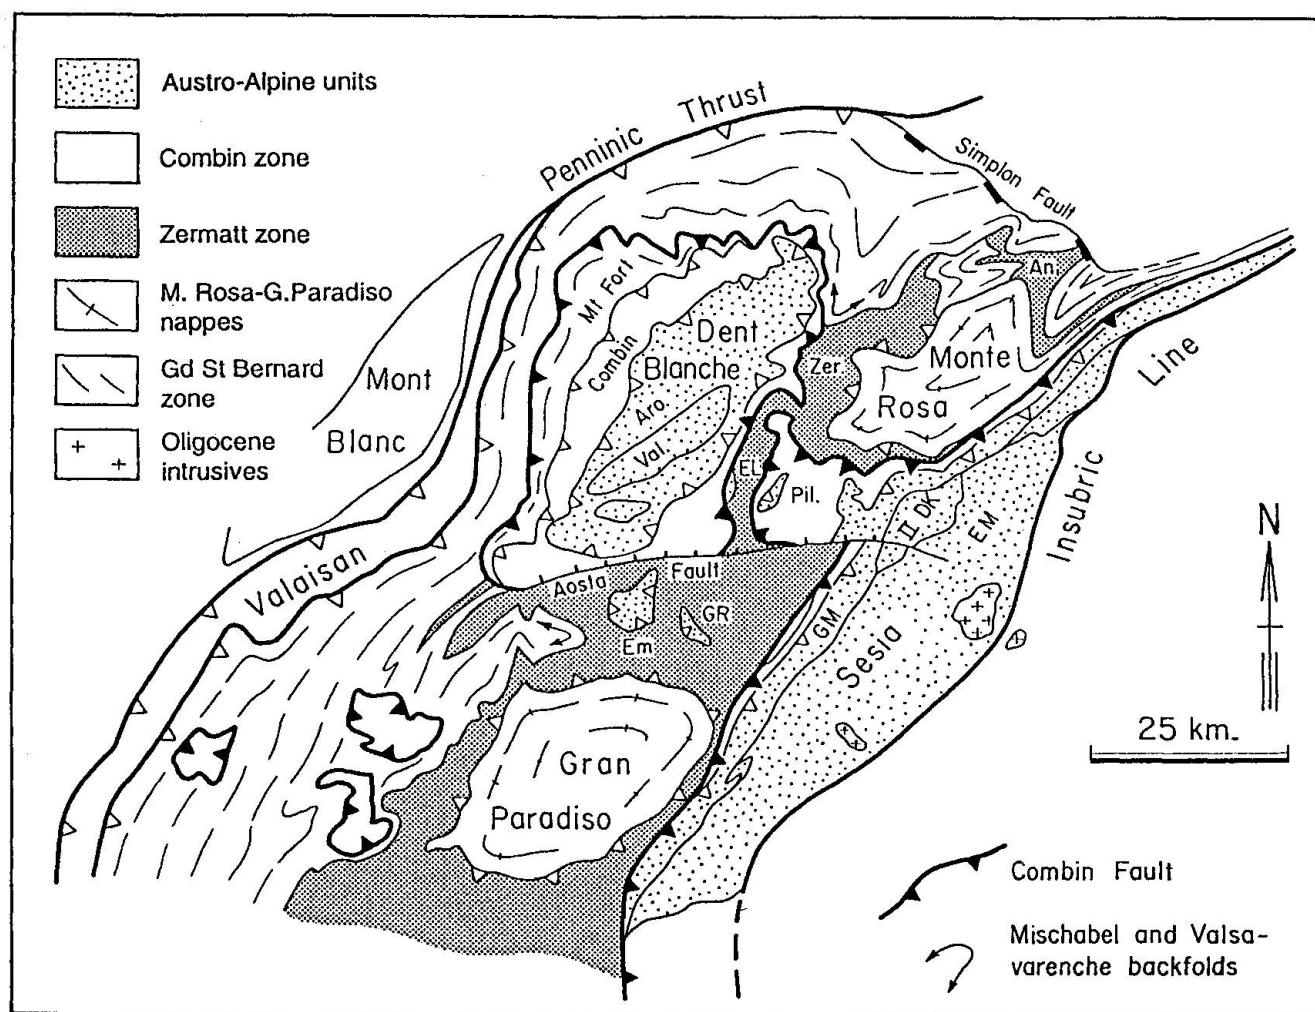 Austro-Alpine units
Combin zone
Zermatt zone
M. Rosa-G.Paradiso
nappes
Gd St Bernard
zone
Oligocene
intrusives
Penninic Thrust
Simplon Fault
An.
Mt Fort
Combin
Dent
Blanche
Zer.
Monte
Rosa
Mont
Blanc
Aro.
Val.
EL
Pil.
II DK
EM
Insubric
Line
Valaisan
Aosta Fault
GR
Em
GM
Sesia
N
25 km.
Gran
Paradiso
Combin Fault
Mischabel and Valsa-
varenche backfolds